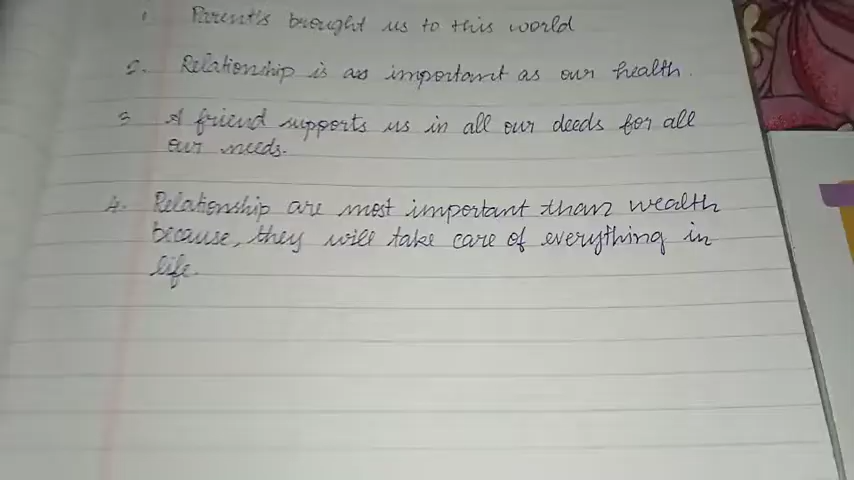 1 Parents brought us to this world
2. Relationship is as important as our health.
3 A friend supports us in all our deeds for all
our needs.
4. Relationship are most important than wealth
because, they will take care of everything in
life.